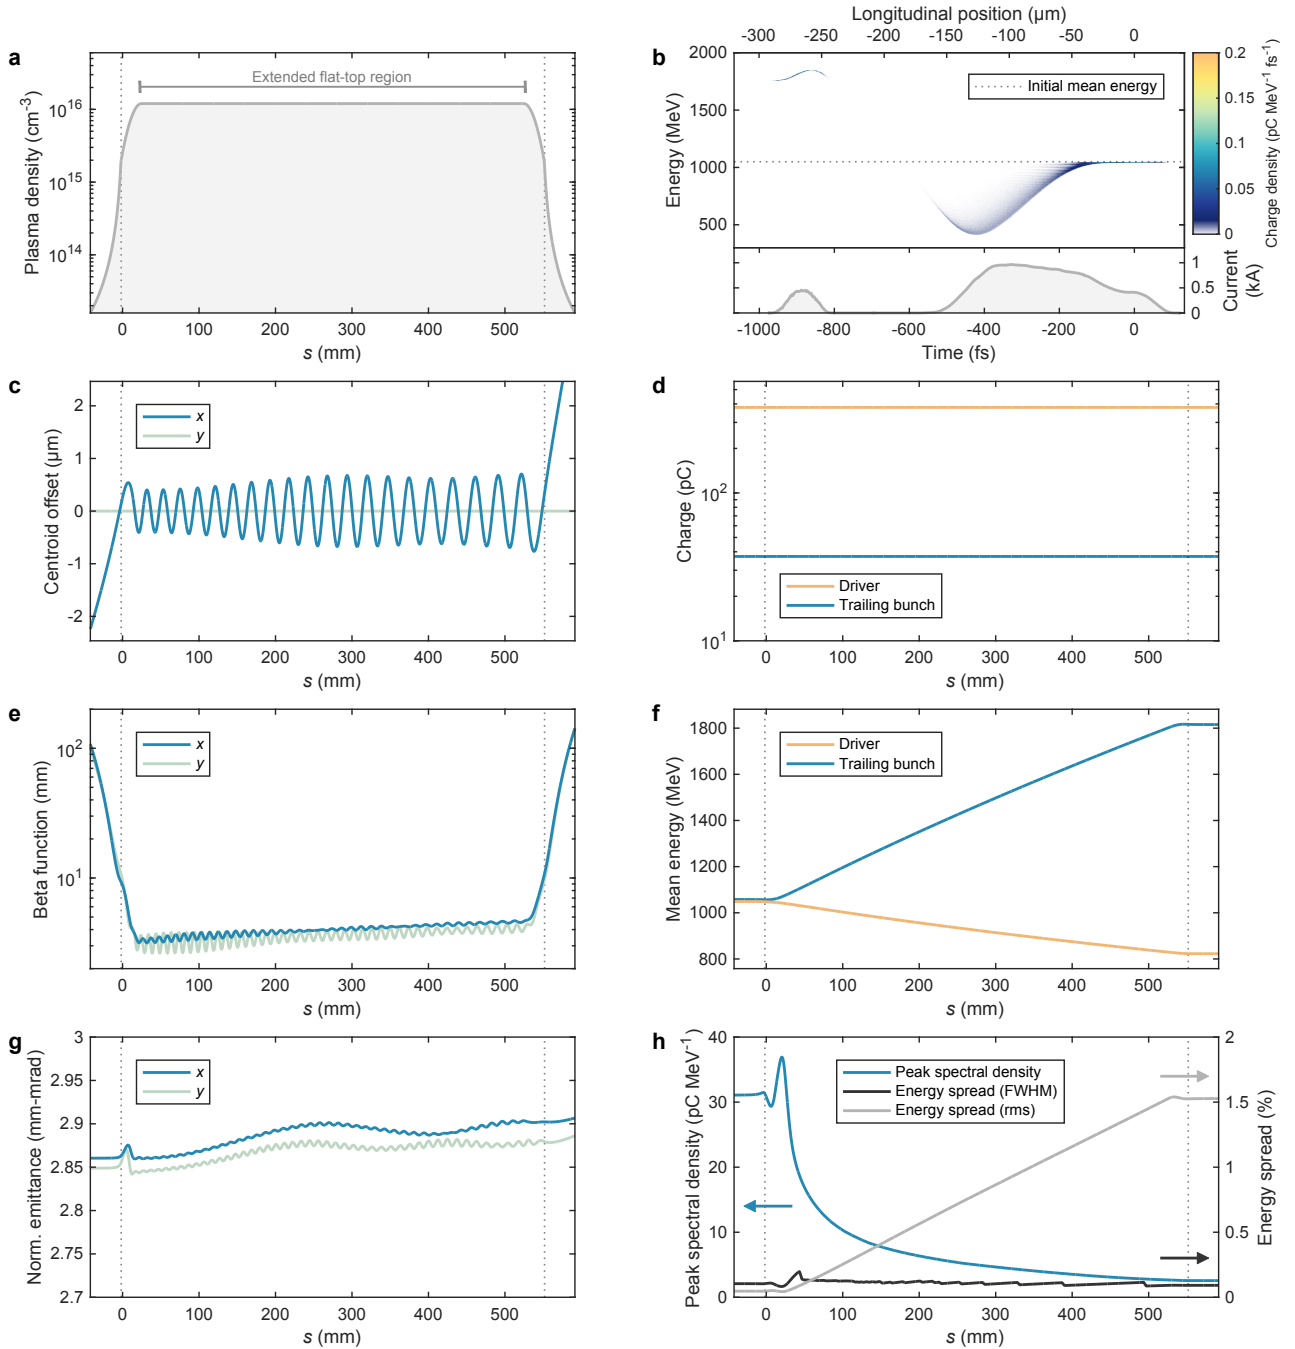 a
Extended flat-top region
Plasma density (cm-3)
10^16
10^15
10^14
0 100 200 300 400 500
s (mm)
b
Longitudinal position (µm)
-300 -250 -200 -150 -100 -50 0
2000
1500
1000
500
Energy (MeV)
Initial mean energy
0.2
0.15
0.1
0.05
0
Charge density (pC MeV-1 fs-1)
1
0.5
0
Current (kA)
-1000 -800 -600 -400 -200 0
Time (fs)
c
Centroid offset (µm)
2
1
0
-1
-2
x
y
0 100 200 300 400 500
s (mm)
d
Charge (pC)
10^2
10^1
Driver
Trailing bunch
0 100 200 300 400 500
s (mm)
e
Beta function (mm)
10^2
10^1
x
y
0 100 200 300 400 500
s (mm)
f
Mean energy (MeV)
1800
1600
1400
1200
1000
800
Driver
Trailing bunch
0 100 200 300 400 500
s (mm)
g
Norm. emittance (mm-mrad)
3
2.95
2.9
2.85
2.8
2.75
2.7
x
y
0 100 200 300 400 500
s (mm)
h
Peak spectral density (pC MeV-1)
40
30
20
10
0
Peak spectral density
Energy spread (FWHM)
Energy spread (rms)
2
1.5
1
0.5
0
Energy spread (%)
0 100 200 300 400 500
s (mm)